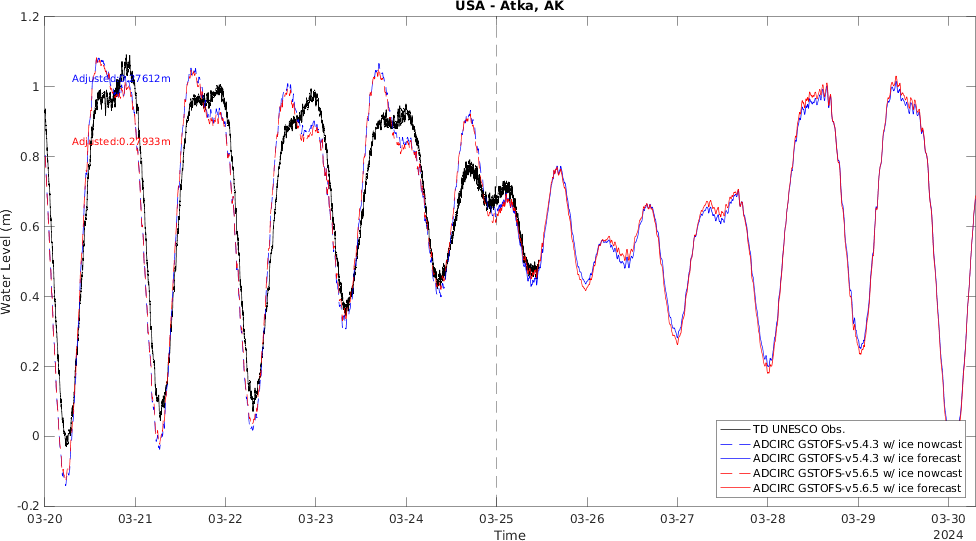 USA - Atka, AK
1.2
1
0.8
0.6
0.4
0.2
0
-0.2
Water Level (m)
Adjusted:0.27612m
Adjusted:0.27933m
TD UNESCO Obs.
ADCIRC GSTOFS-v5.4.3 w/ ice nowcast
ADCIRC GSTOFS-v5.4.3 w/ ice forecast
ADCIRC GSTOFS-v5.6.5 w/ ice nowcast
ADCIRC GSTOFS-v5.6.5 w/ ice forecast
03-20 03-21 03-22 03-23 03-24 03-25 03-26 03-27 03-28 03-29 03-30
2024
Time